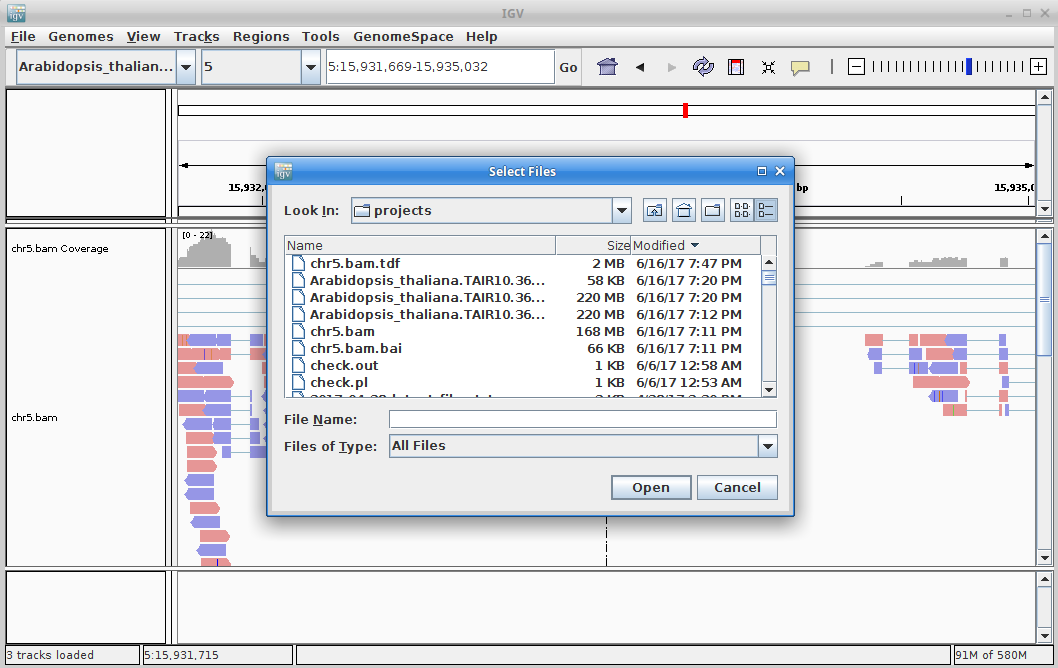 IGV
File Genomes View Tracks Regions Tools GenomeSpace Help
Arabidopsis_thalian... 5 5:15,931,669-15,935,032 Go
igv Select Files
15,932, bp 15,935,0
Look In: projects
chr5.bam Coverage
[0 - 22]
Name Size Modified
chr5.bam.tdf 2 MB 6/16/17 7:47 PM
Arabidopsis_thaliana.TAIR10.36... 58 KB 6/16/17 7:20 PM
Arabidopsis_thaliana.TAIR10.36... 220 MB 6/16/17 7:20 PM
Arabidopsis_thaliana.TAIR10.36... 220 MB 6/16/17 7:12 PM
chr5.bam 168 MB 6/16/17 7:11 PM
chr5.bam.bai 66 KB 6/16/17 7:11 PM
check.out 1 KB 6/6/17 12:58 AM
check.pl 1 KB 6/6/17 12:53 AM
chr5.bam
File Name:
Files of Type: All Files
Open Cancel
3 tracks loaded 5:15,931,715 91M of 580M